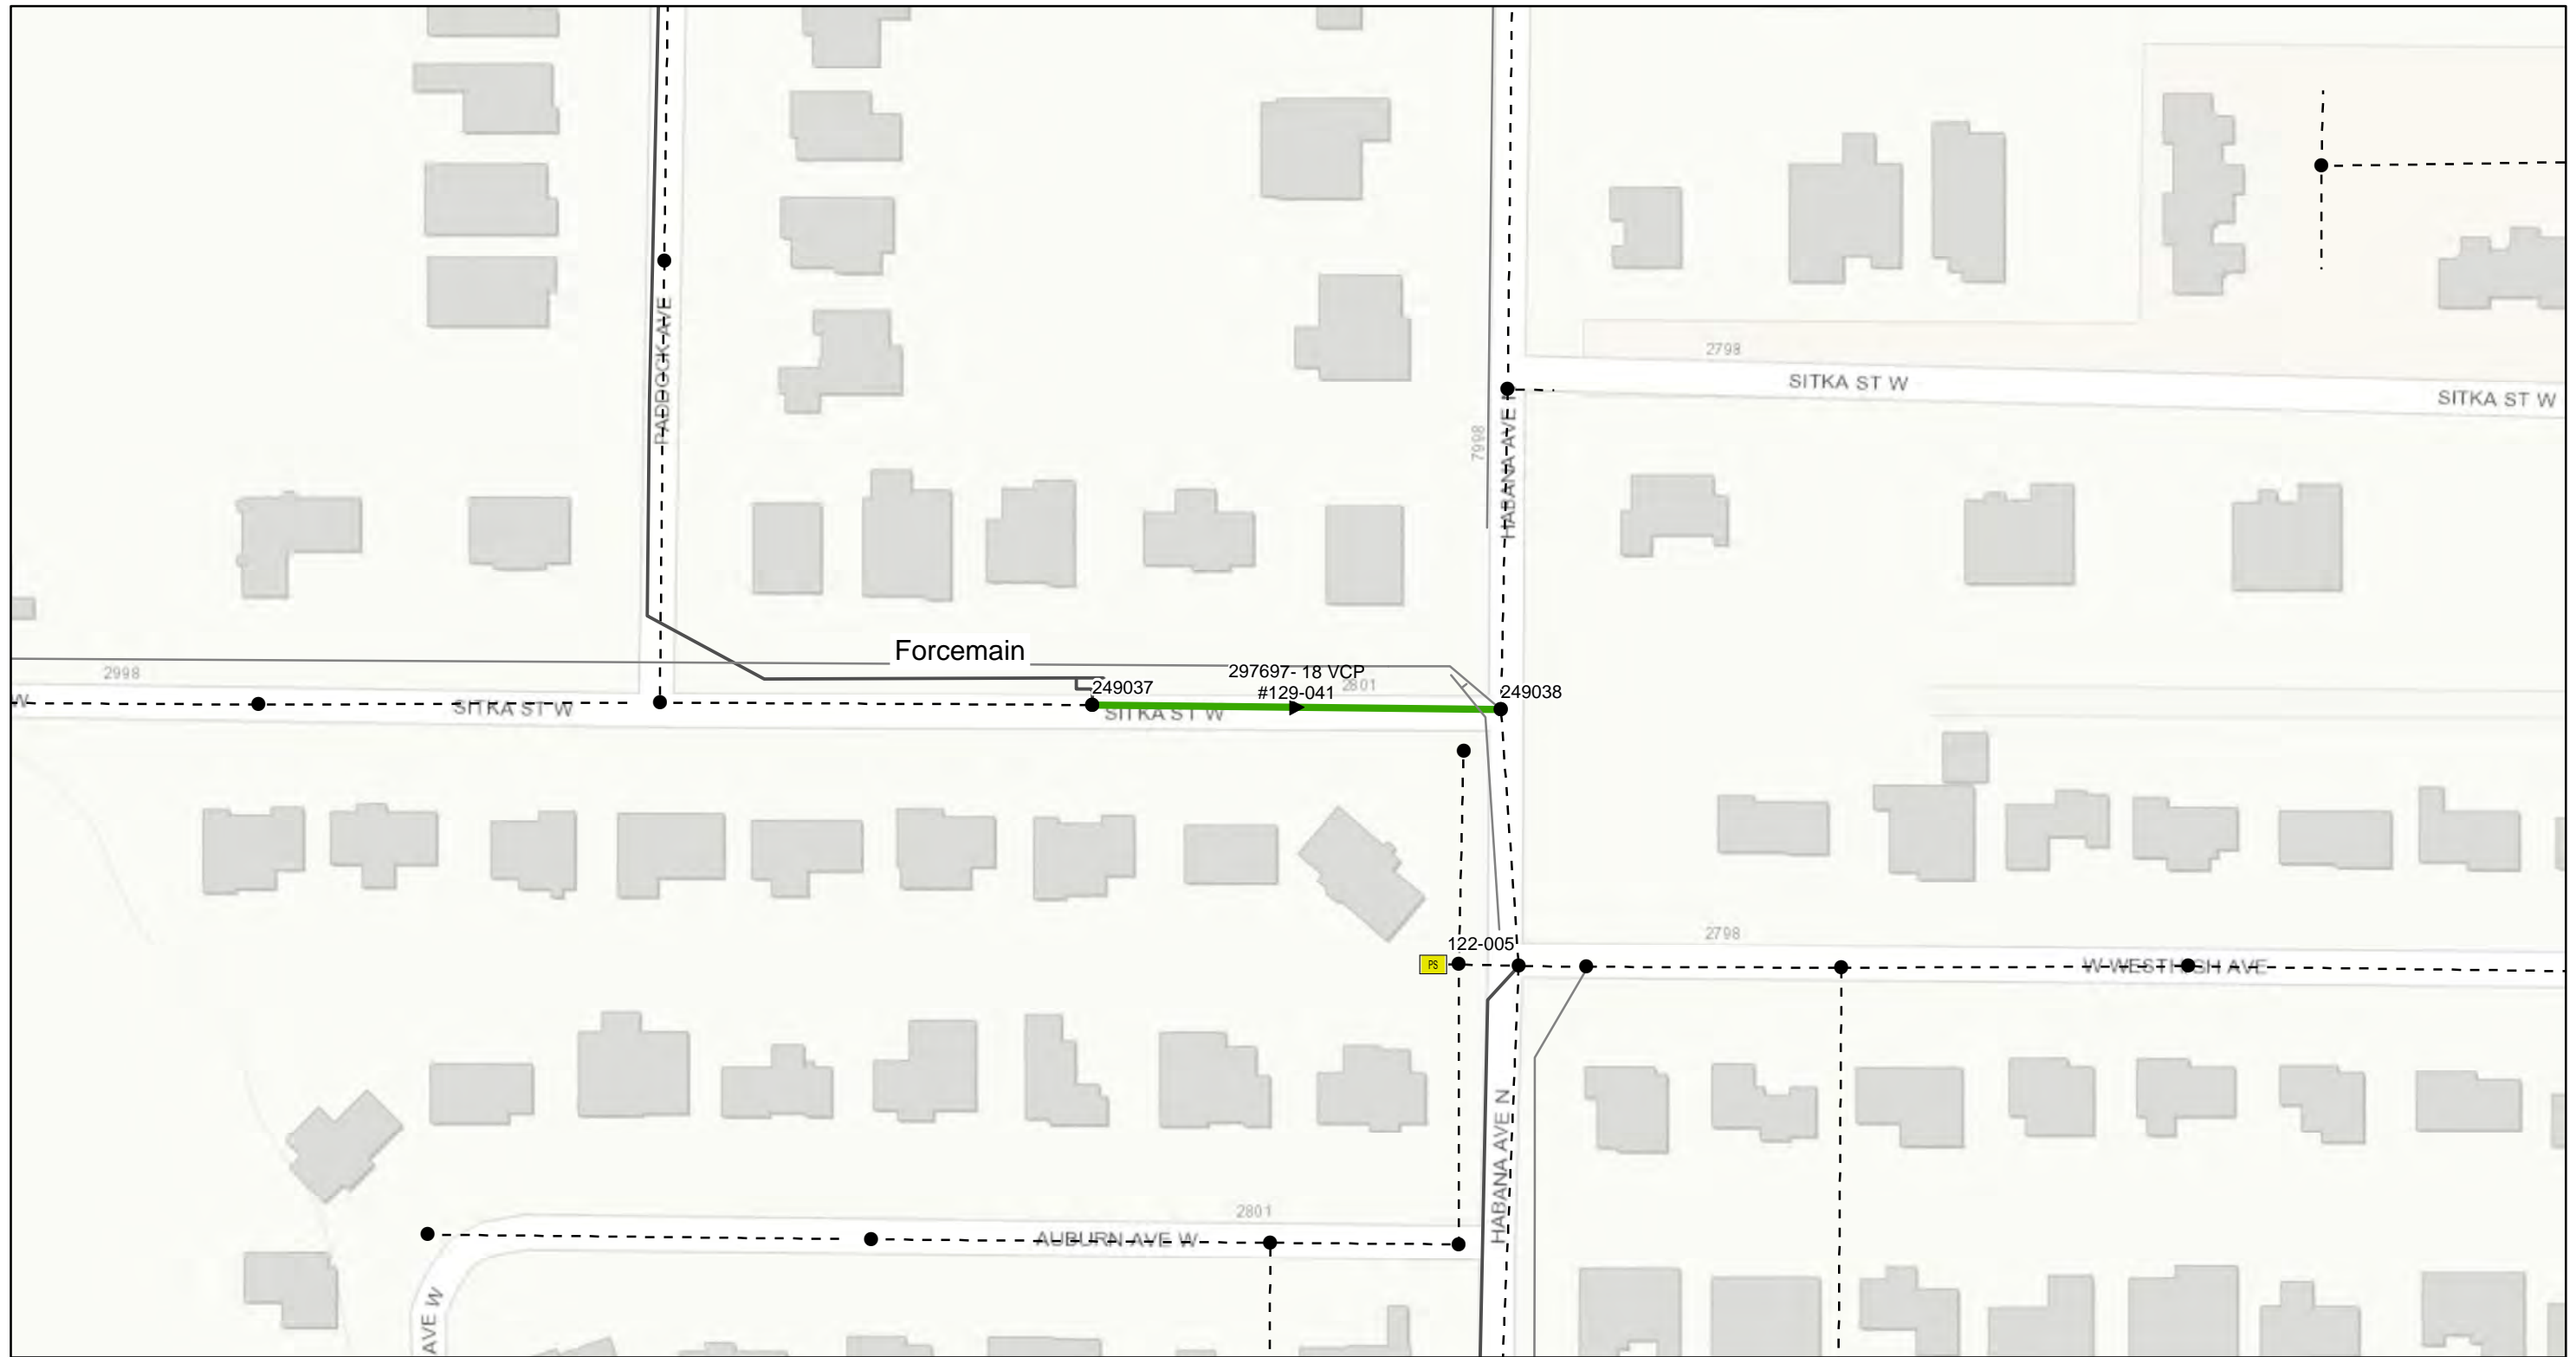 PADDOCK AVE
2798
SITKA ST W
SITKA ST W
7998
HABANA AVE
Forcemain
2998
297697- 18 VCP
2801
#129-041
249037
249038
W
SITKA ST W
SITKA ST W
122-005
PS
2798
HABANA AVE N
2801
AUBURN AVE W
AVE W